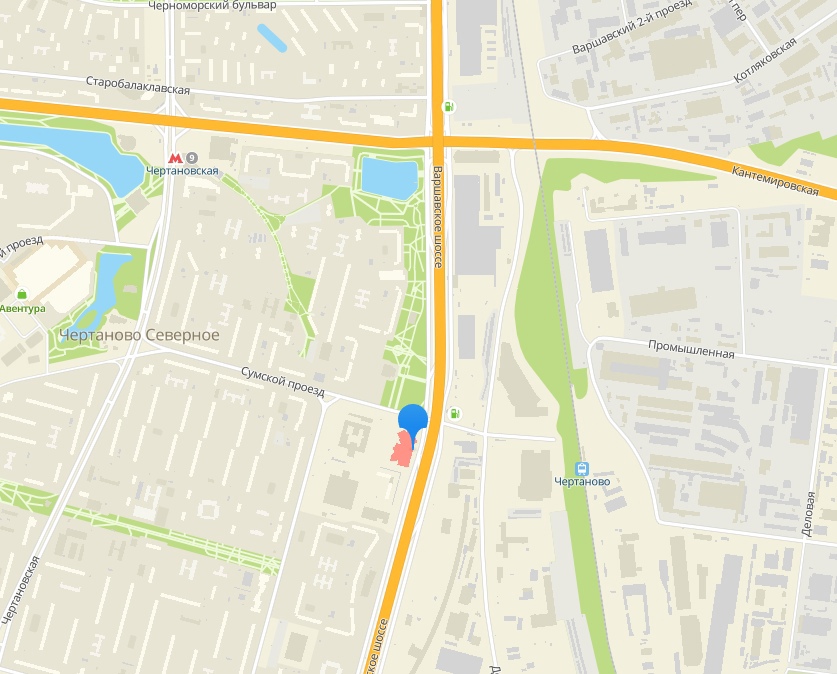 Черноморский бульвар
Варшавский 2-й проезд
Котляковская
Старобалаклавская
9
Чертановская
Варшавское шоссе
Кантемировская
й проезд
Авентура
Чертаново Северное
Сумской проезд
Промышленная
Чертаново
Деловая
Чертановская
ское шоссе